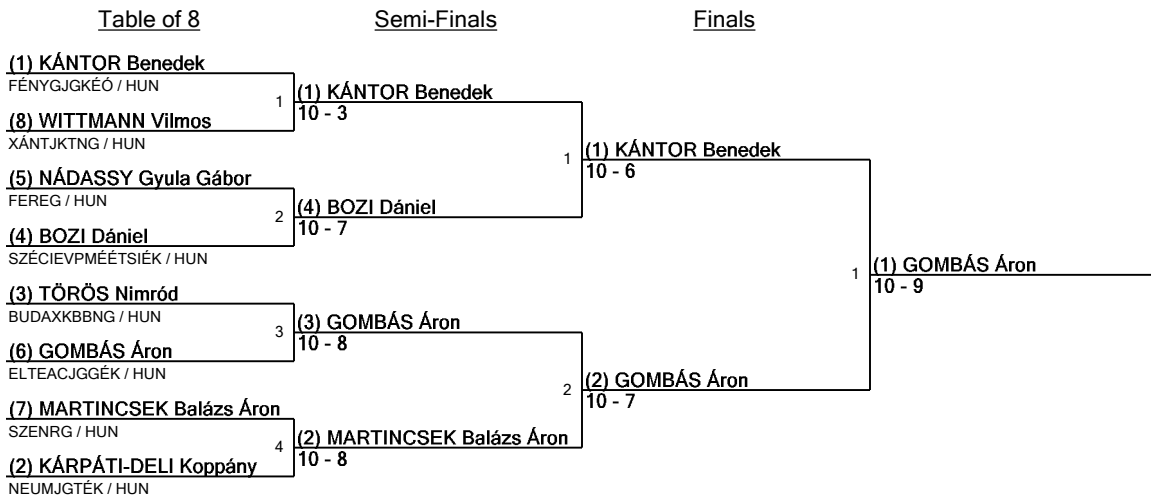 Table of 8
Semi-Finals
Finals
(1) KÁNTOR Benedek
FÉNYGJGKÉÓ / HUN
1
(1) KÁNTOR Benedek
10 - 3
(8) WITTMANN Vilmos
XÁNTJKTNG / HUN
1
(1) KÁNTOR Benedek
10 - 6
(5) NÁDASSY Gyula Gábor
FEREG / HUN
2
(4) BOZI Dániel
10 - 7
(4) BOZI Dániel
SZÉCIEVPMÉÉTSIÉK / HUN
1
(1) GOMBÁS Áron
10 - 9
(3) TÖRÖS Nimród
BUDAXKBBNG / HUN
3
(3) GOMBÁS Áron
10 - 8
(6) GOMBÁS Áron
ELTEACJGGÉK / HUN
2
(2) GOMBÁS Áron
10 - 7
(7) MARTINCSEK Balázs Áron
SZENRG / HUN
4
(2) MARTINCSEK Balázs Áron
10 - 8
(2) KÁRPÁTI-DELI Koppány
NEUMJGTÉK / HUN